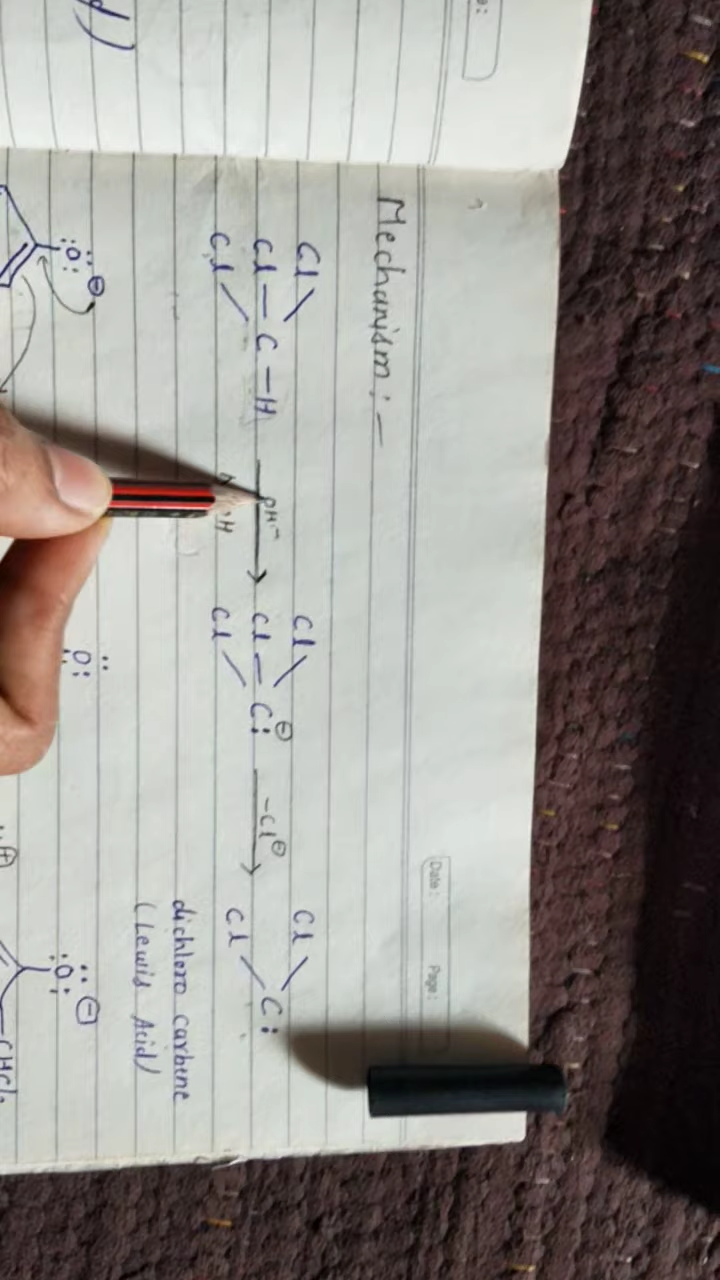 Date: Page:
Mechanism:-
Cl Cl Cl
Cl—C—H OH⁻ → Cl—C:⊖ -Cl⊖ → C:
Cl Cl Cl
dichloro carbene
(Lewis Acid)
:Ö:⊖ Ö: :Ö:⊖